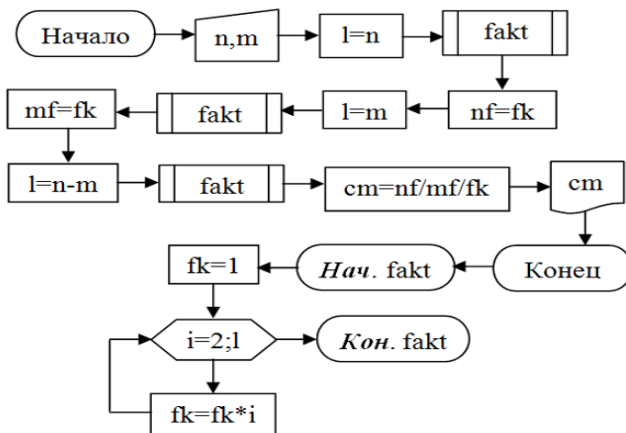 Начало
n,m
l=n
fakt
nf=fk
l=m
fakt
mf=fk
l=n-m
fakt
cm=nf/mf/fk
cm
Конец
Нач. fakt
fk=1
i=2;l
Кон. fakt
fk=fk*i